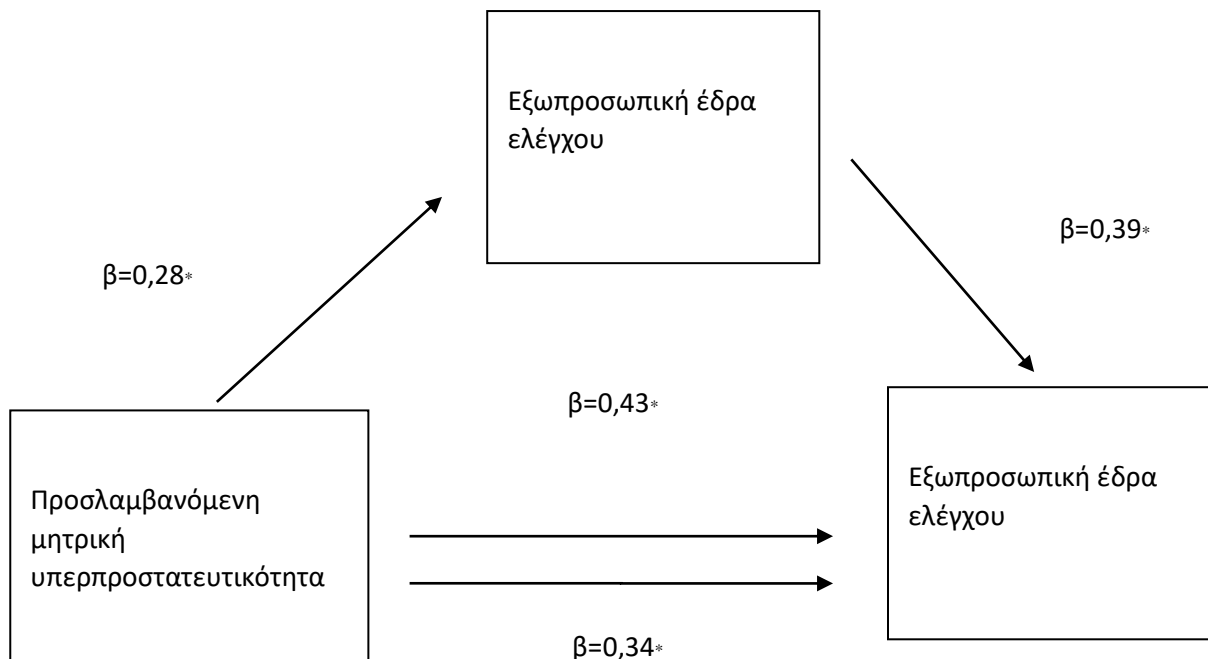 Εξωπροσωπική έδρα
ελέγχου
β=0,39*
β=0,28*
β=0,43*
Εξωπροσωπική έδρα
ελέγχου
Προσλαμβανόμενη
μητρική
υπερπροστατευτικότητα
β=0,34*